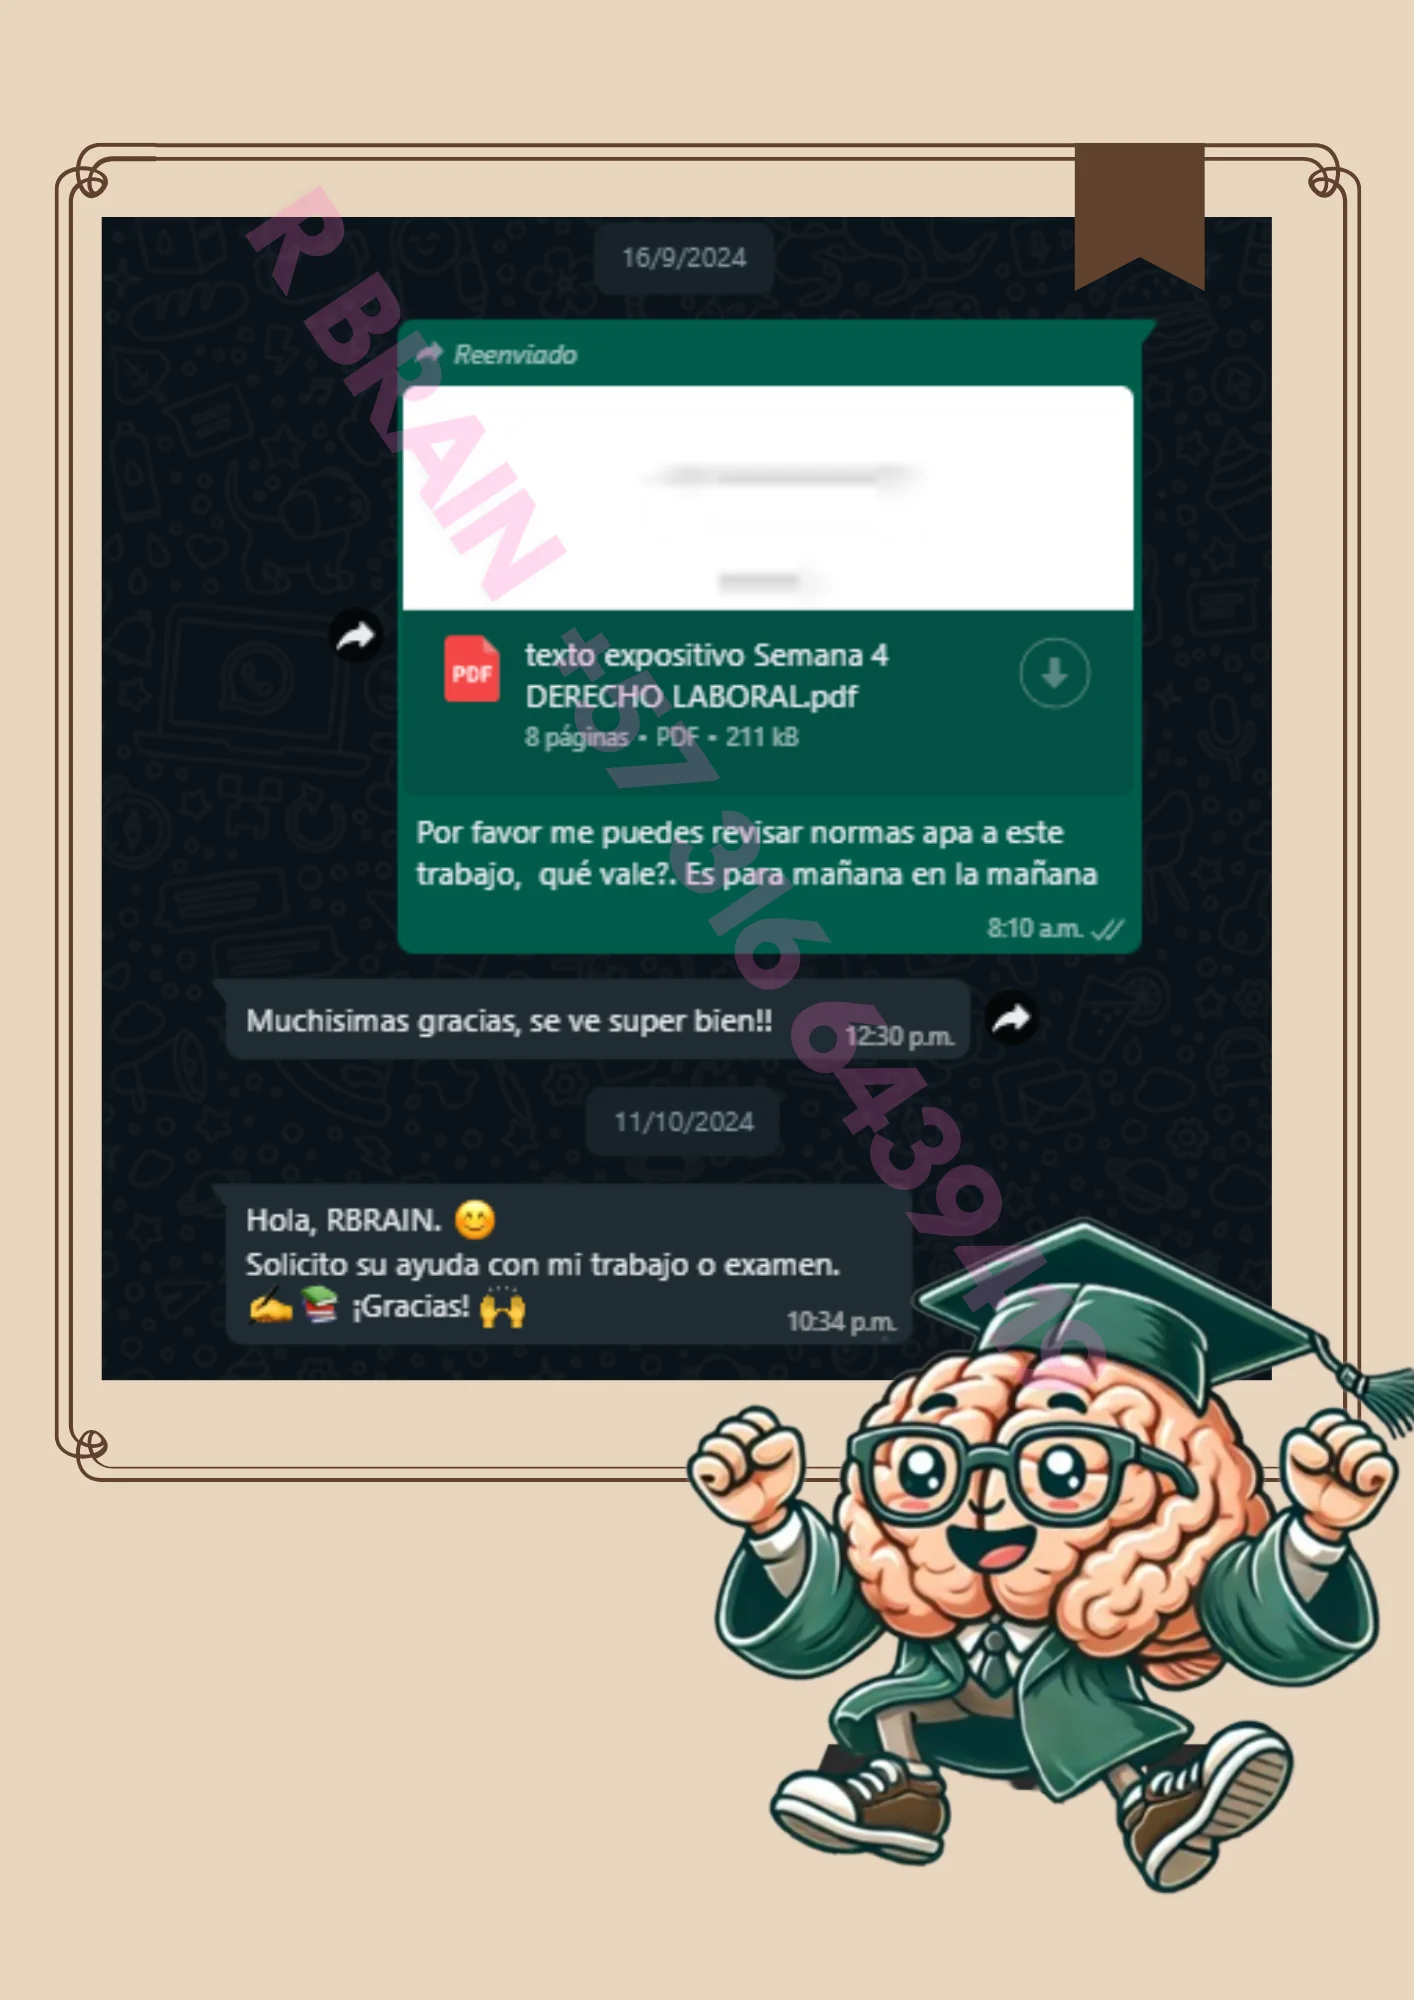 16/9/2024
Reenviado
PDF
texto expositivo Semana 4
DERECHO LABORAL.pdf
8 páginas • PDF • 211 kB
Por favor me puedes revisar normas apa a este
trabajo,  qué vale?. Es para mañana en la mañana
8:10 a.m.
Muchisimas gracias, se ve super bien!!
12:30 p.m.
11/10/2024
Hola, RBRAIN. 😊
Solicito su ayuda con mi trabajo o examen.
✍️📚 ¡Gracias! 🙌
10:34 p.m.
R BRAIN +57 316 6439